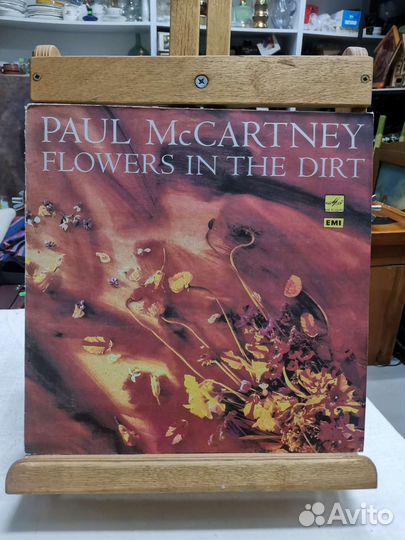 PAUL McCARTNEY
FLOWERS IN THE DIRT
EMI
Avito